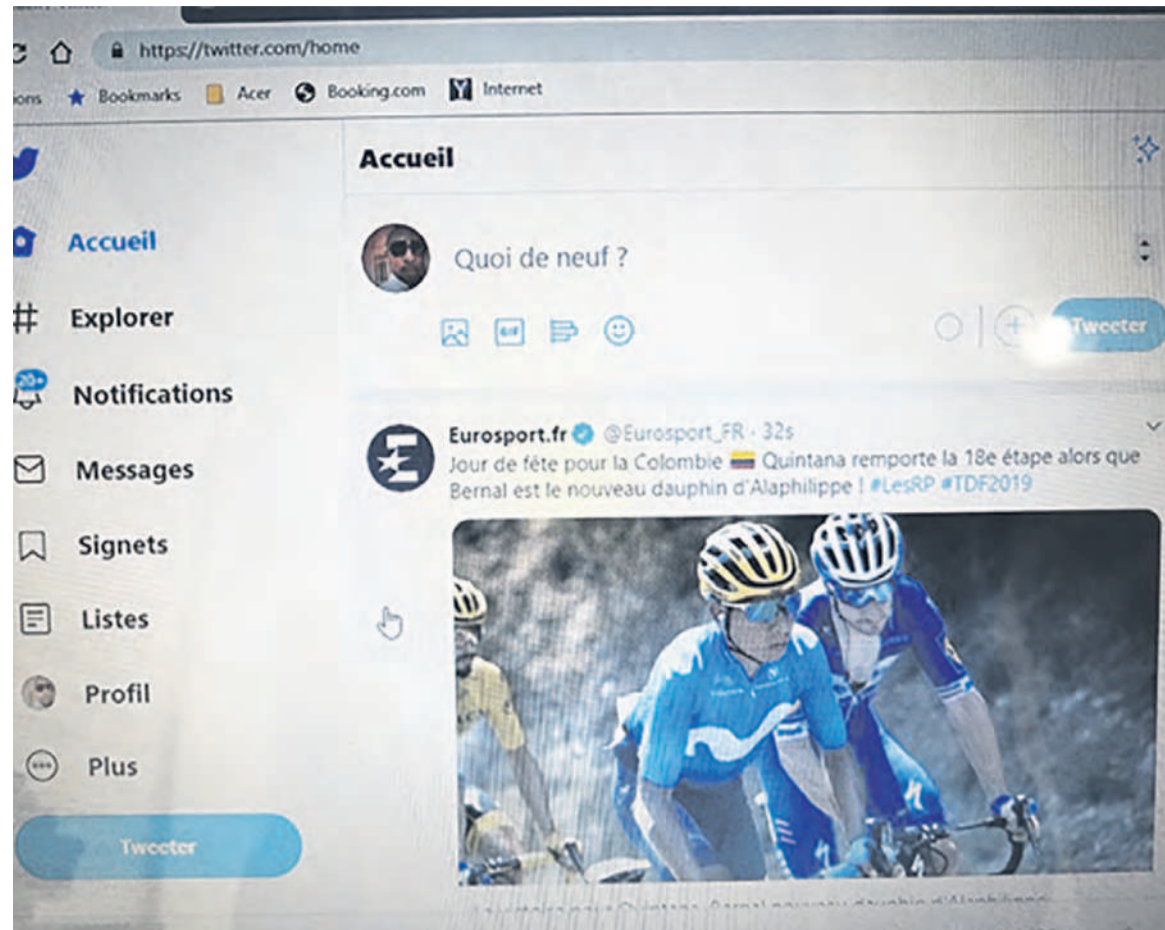 https://twitter.com/home
Bookmarks Acer Booking.com Internet
Accueil
Accueil
Quoi de neuf ?
Explorer
GIF
Tweeter
20+
Notifications
Eurosport.fr @Eurosport_FR · 32s
Messages
Jour de fête pour la Colombie Quintana remporte la 18e étape alors que
Bernal est le nouveau dauphin d'Alaphilippe ! #LesRP #TDF2019
Signets
Listes
Profil
Plus
Tweeter